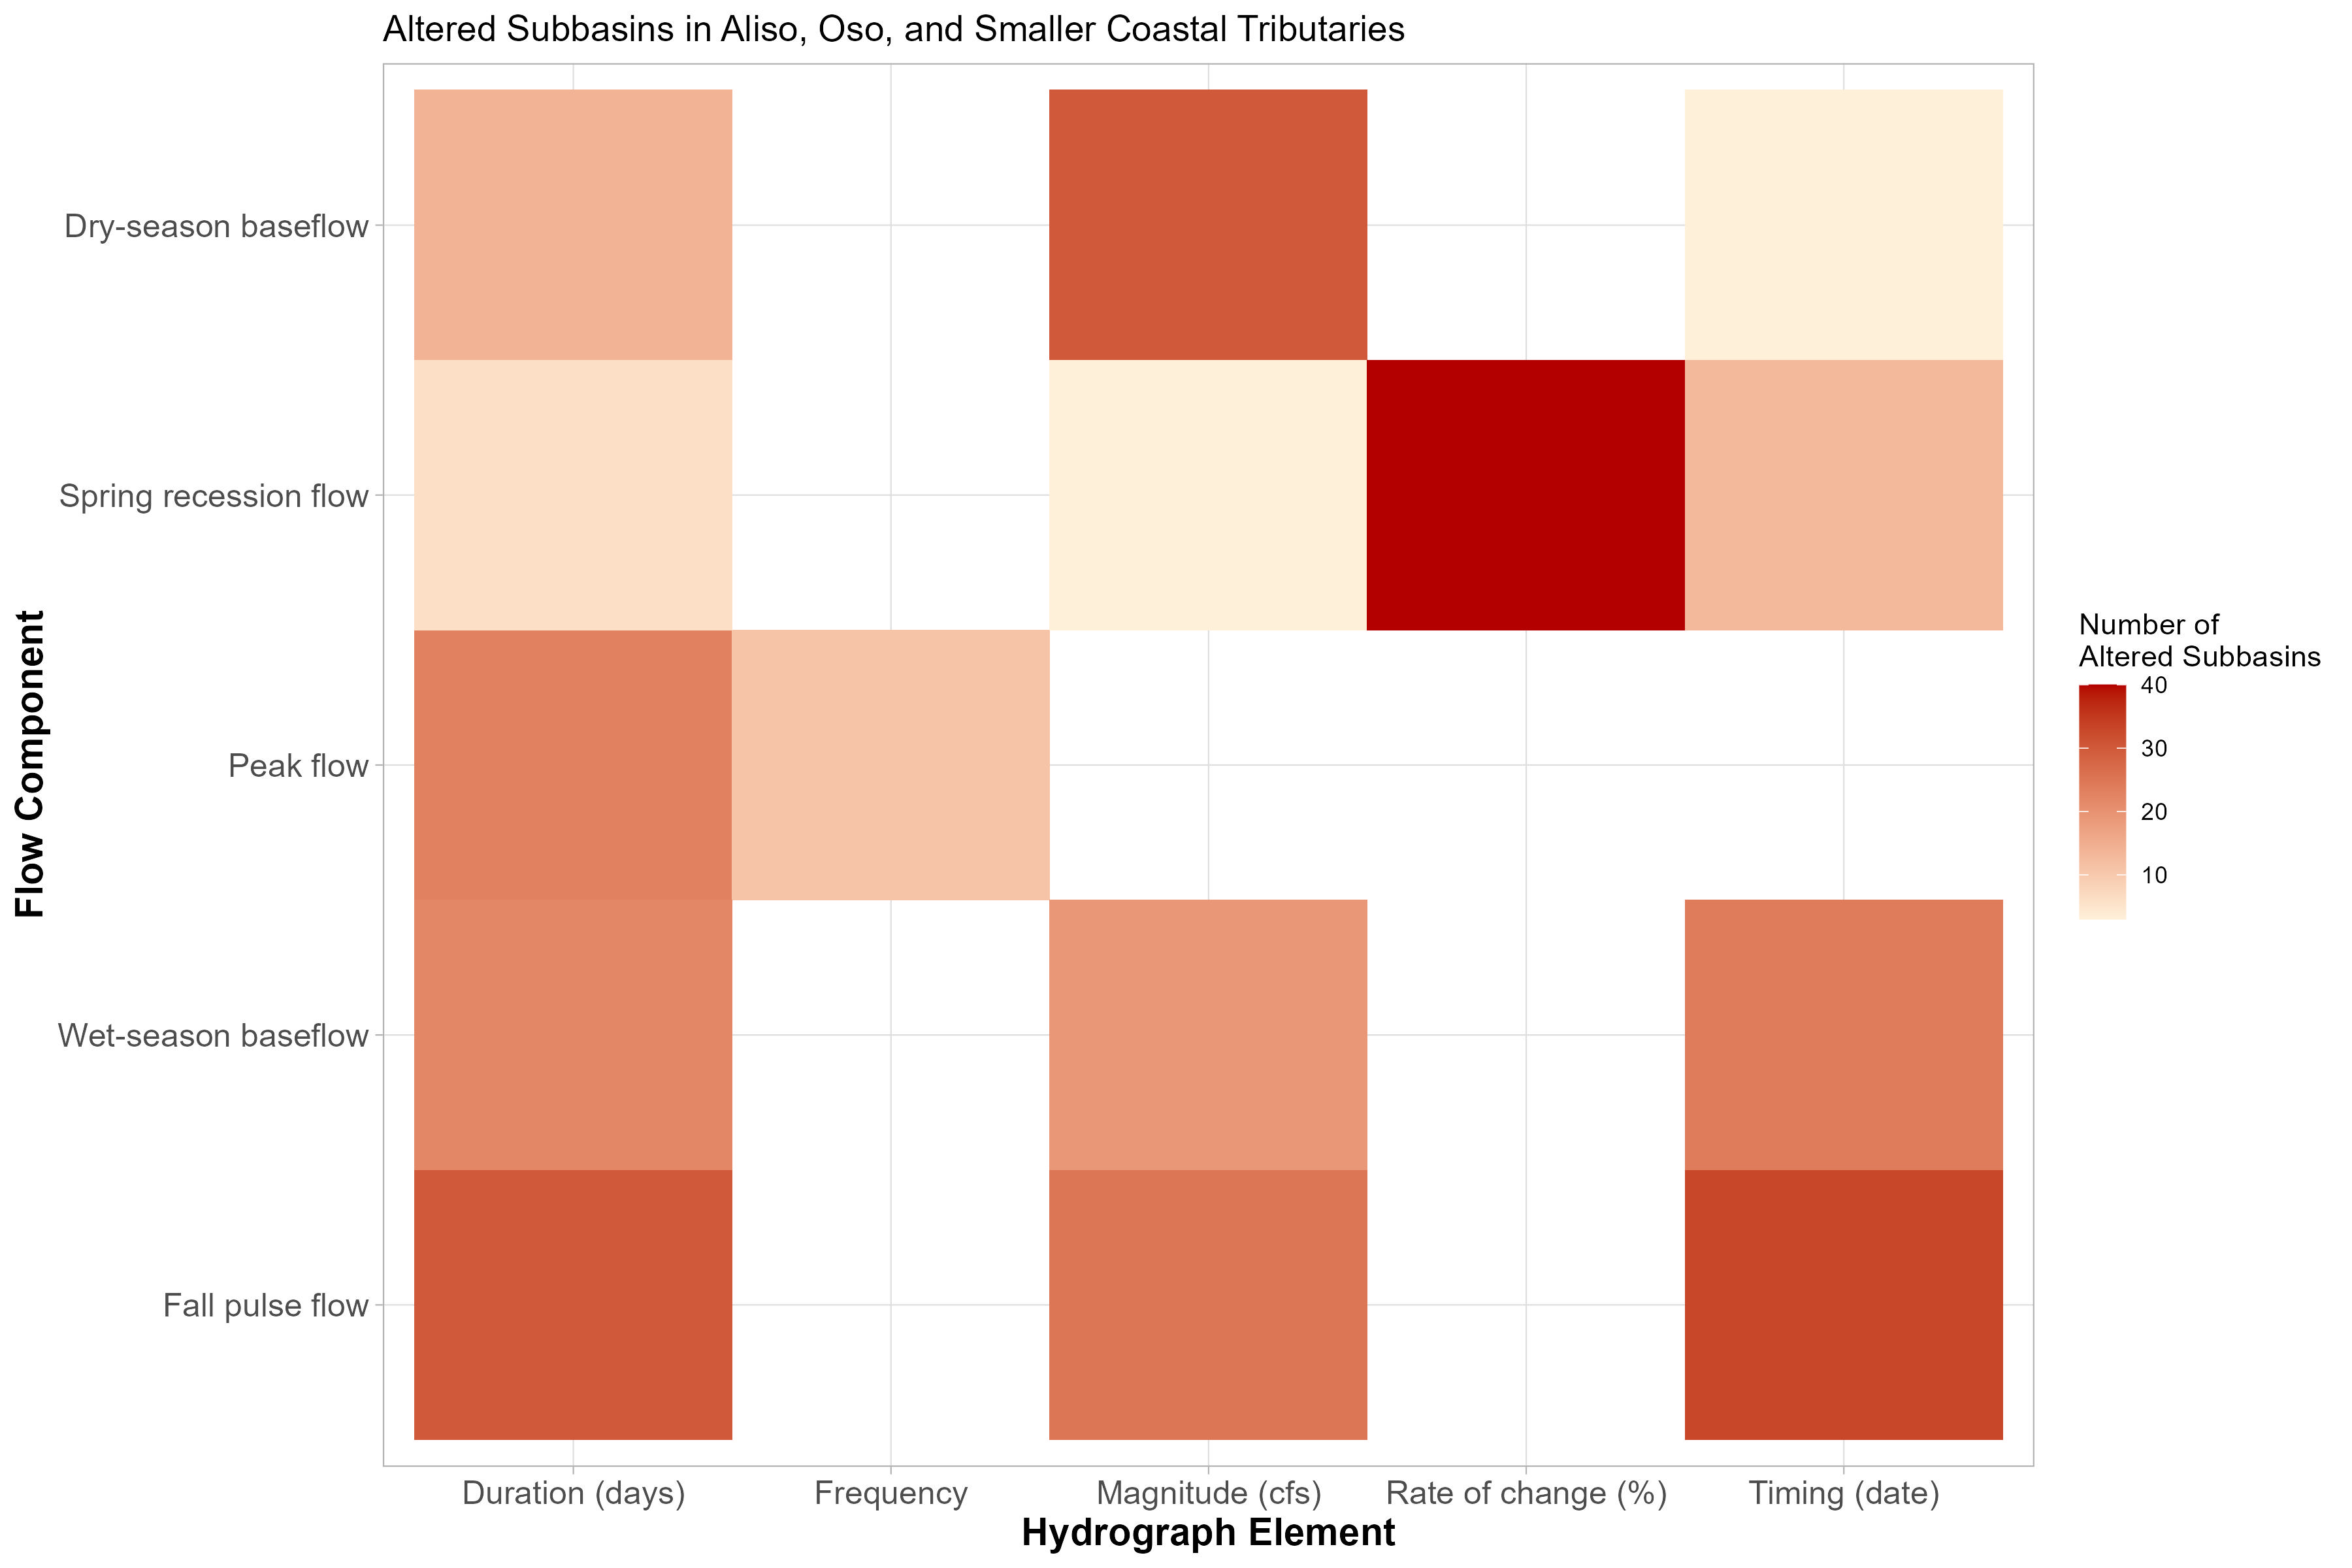 Altered Subbasins in Aliso, Oso, and Smaller Coastal Tributaries
Flow Component
Dry-season baseflow
Spring recession flow
Peak flow
Wet-season baseflow
Fall pulse flow
Duration (days)
Frequency
Magnitude (cfs)
Rate of change (%)
Timing (date)
Hydrograph Element
Number of
Altered Subbasins
40
30
20
10